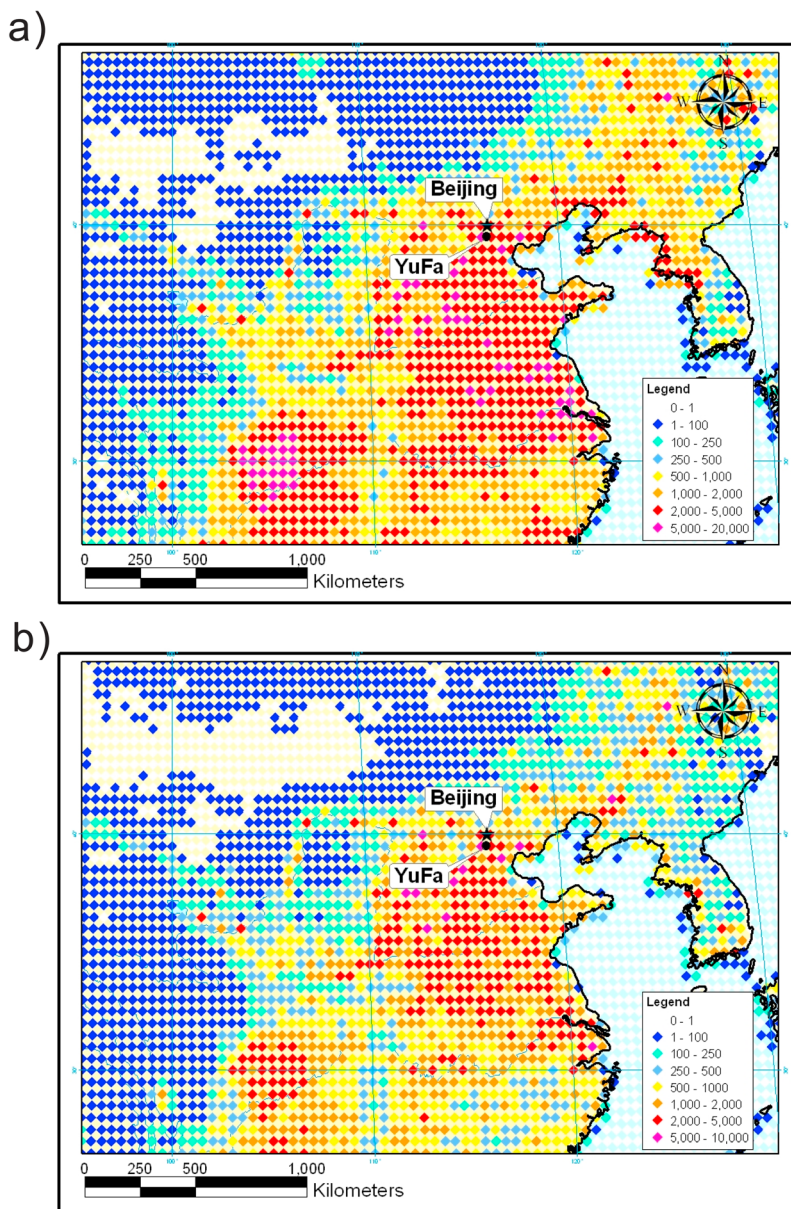 a)
N
W
E
S
Beijing
YuFa
Legend
0 - 1
1 - 100
100 - 250
250 - 500
500 - 1,000
1,000 - 2,000
2,000 - 5,000
5,000 - 20,000
0 250 500 1,000
Kilometers
b)
N
W
E
S
Beijing
YuFa
Legend
0 - 1
1 - 100
100 - 250
250 - 500
500 - 1000
1,000 - 2,000
2,000 - 5,000
5,000 - 10,000
0 250 500 1,000
Kilometers